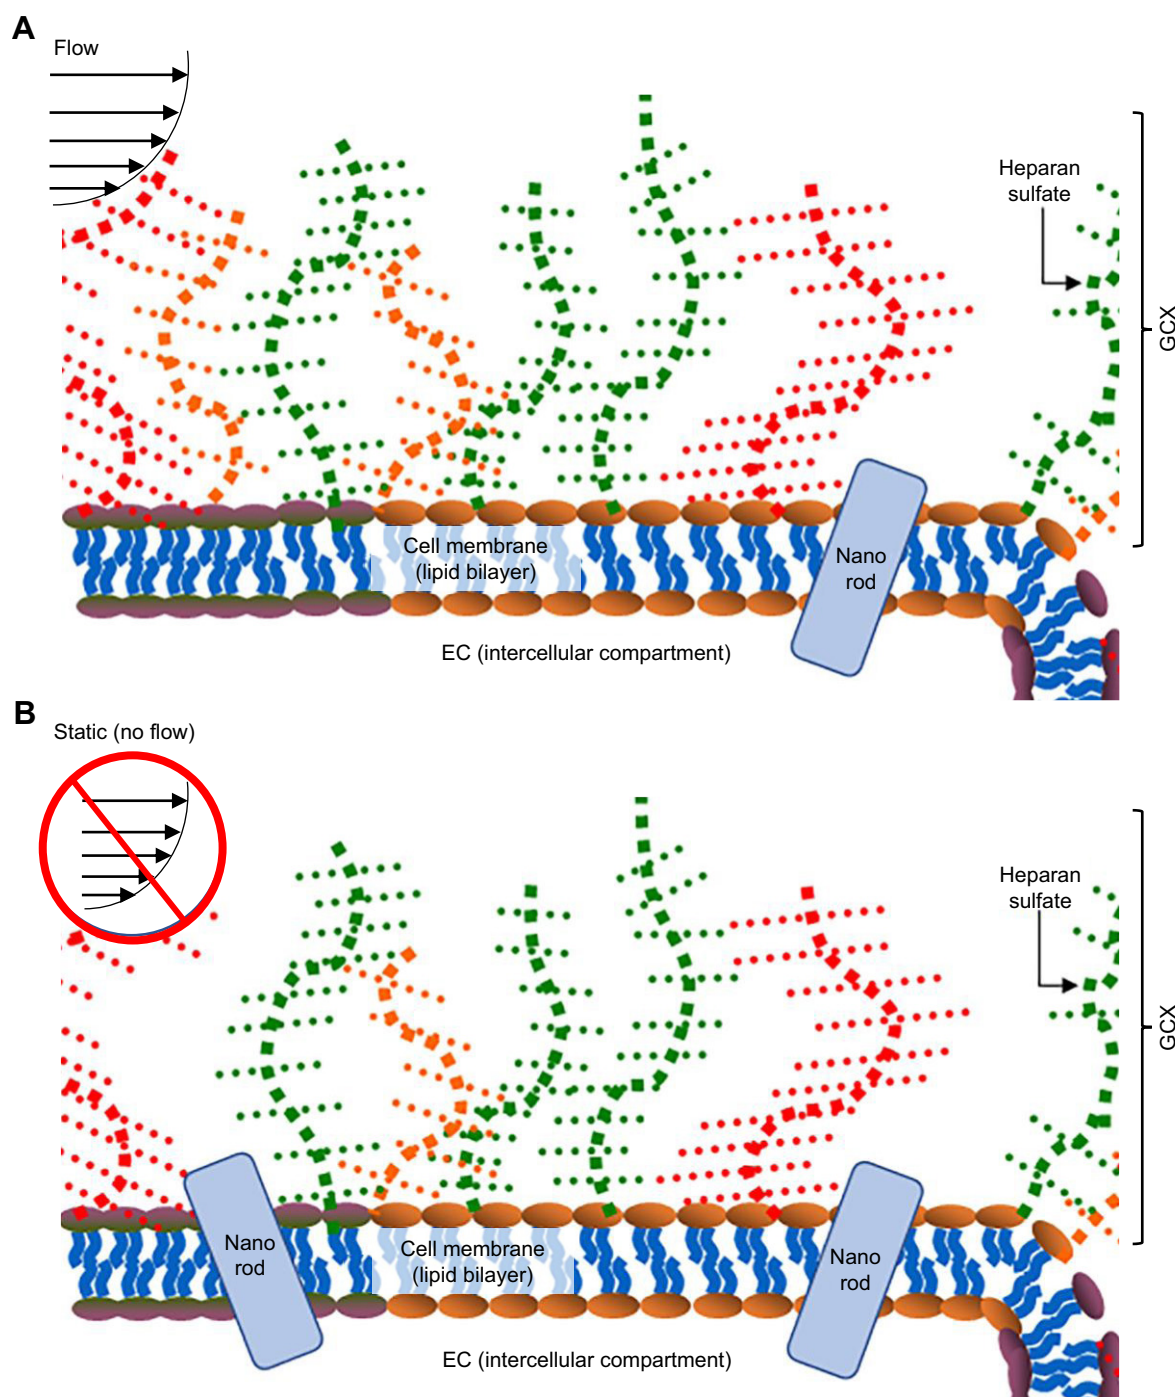 A
Flow
Heparan
sulfate
GCX
Cell membrane
(lipid bilayer)
Nano
rod
EC (intercellular compartment)
B
Static (no flow)
Heparan
sulfate
GCX
Nano
rod
Cell membrane
(lipid bilayer)
Nano
rod
EC (intercellular compartment)